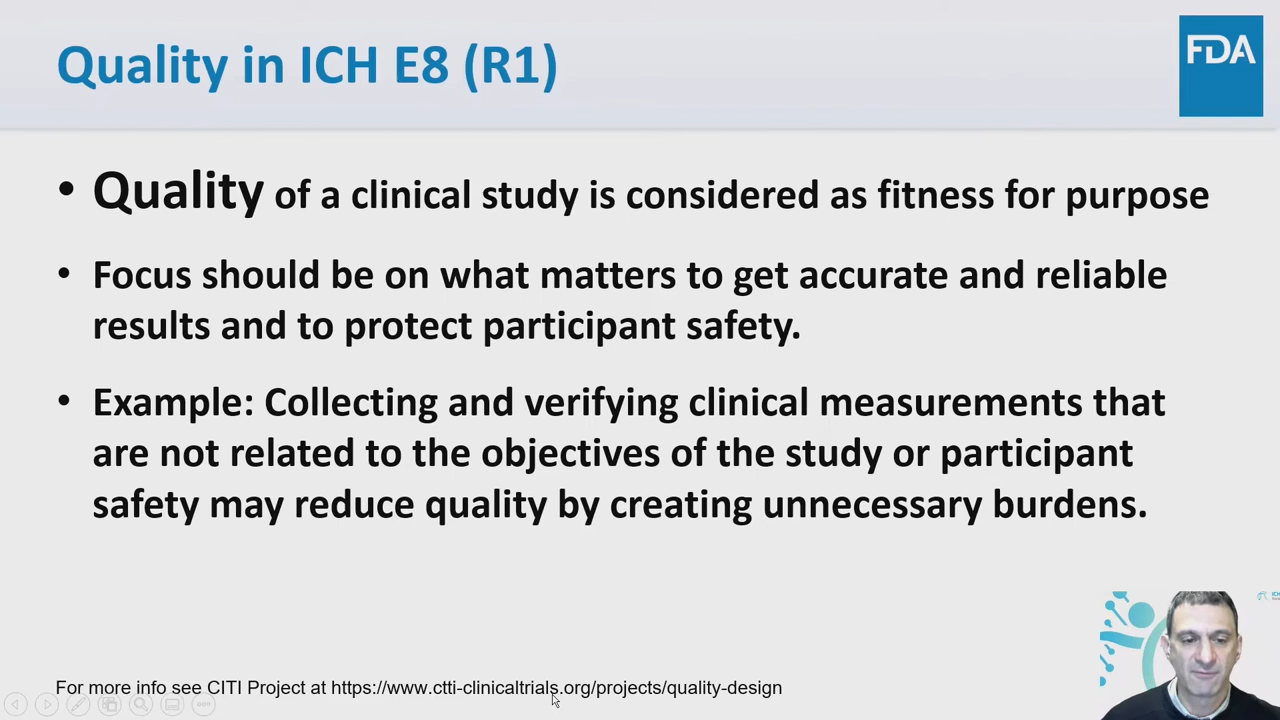 Quality in ICH E8 (R1)
FDA
• Quality of a clinical study is considered as fitness for purpose
• Focus should be on what matters to get accurate and reliable
results and to protect participant safety.
• Example: Collecting and verifying clinical measurements that
are not related to the objectives of the study or participant
safety may reduce quality by creating unnecessary burdens.
For more info see CITI Project at https://www.ctti-clinicaltrials.org/projects/quality-design